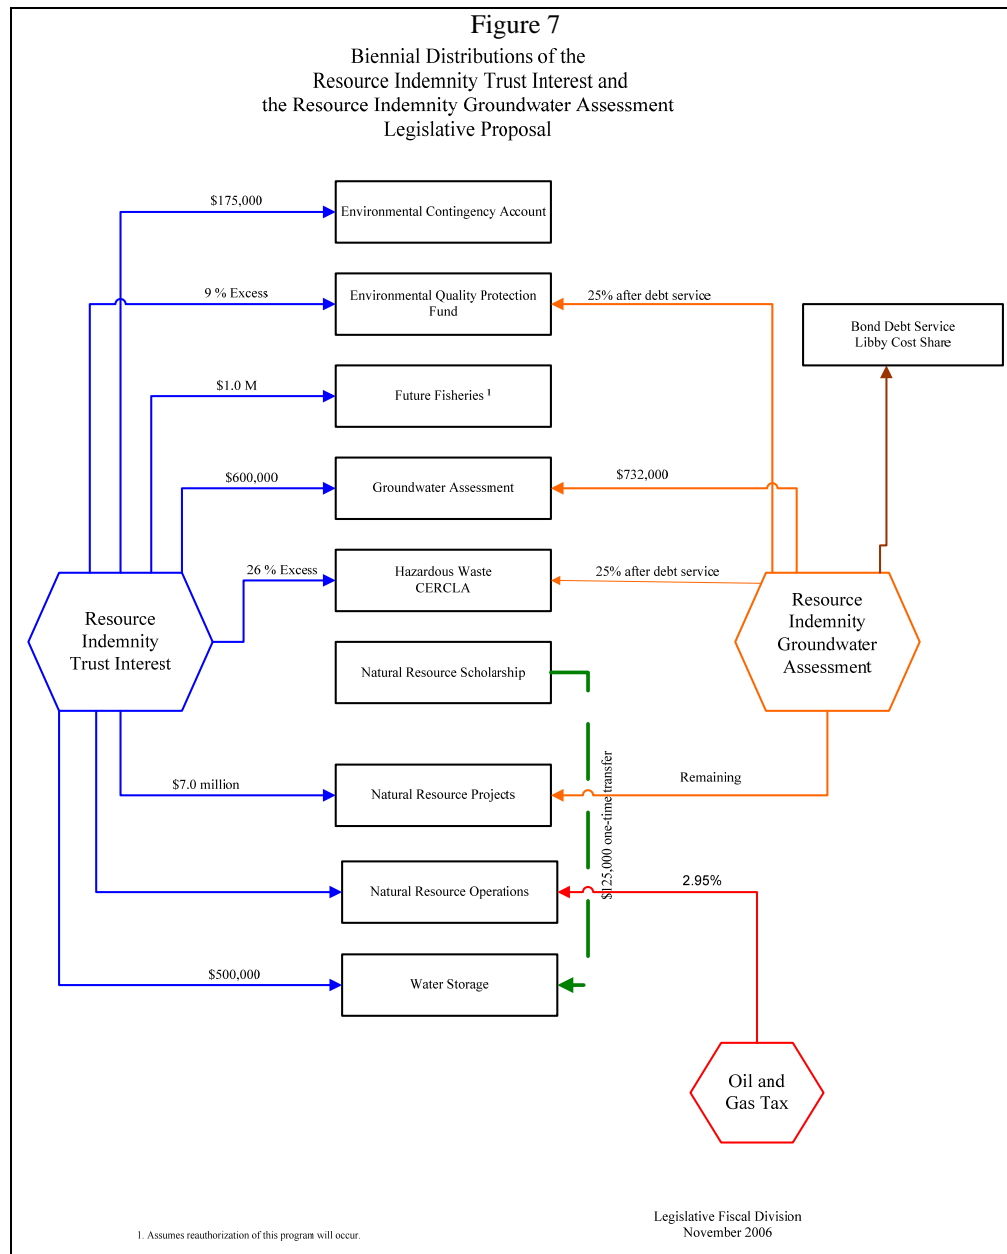 Figure 7
Biennial Distributions of the
Resource Indemnity Trust Interest and
the Resource Indemnity Groundwater Assessment
Legislative Proposal
$175,000
Environmental Contingency Account
9 % Excess
Environmental Quality Protection
Fund
25% after debt service
Bond Debt Service
Libby Cost Share
$1.0 M
Future Fisheries 1
$600,000
Groundwater Assessment
$732,000
26 % Excess
Hazardous Waste
CERCLA
25% after debt service
Resource
Indemnity
Trust Interest
Resource
Indemnity
Groundwater
Assessment
Natural Resource Scholarship
$125,000 one-time transfer
$7.0 million
Natural Resource Projects
Remaining
Natural Resource Operations
2.95%
$500,000
Water Storage
Oil and
Gas Tax
1. Assumes reauthorization of this program will occur.
Legislative Fiscal Division
November 2006